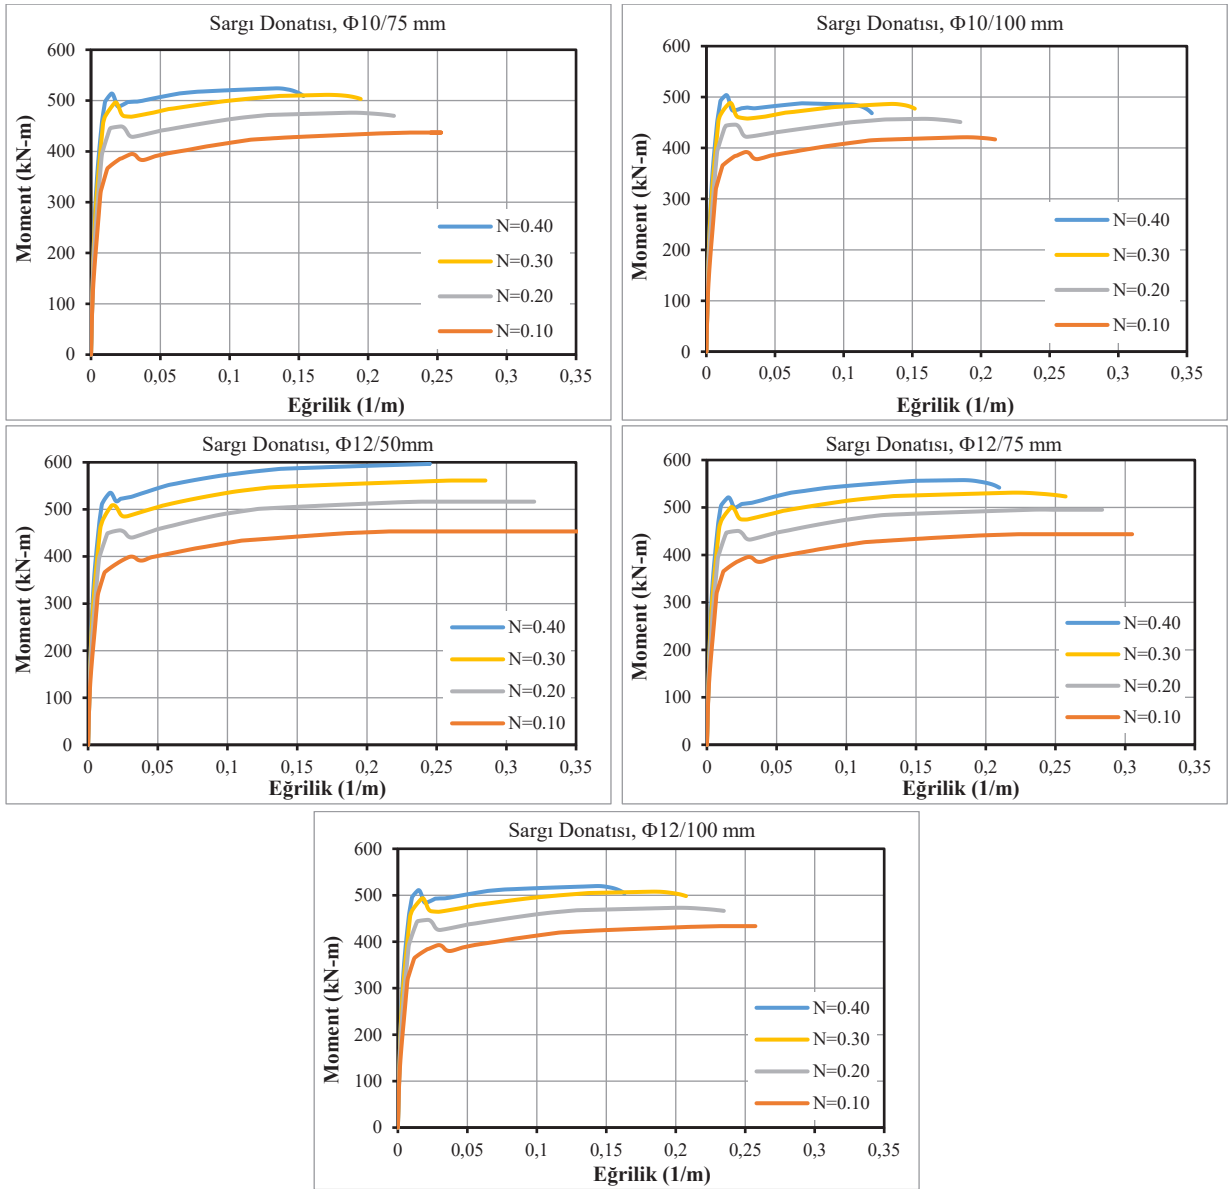 Sargı Donatısı, Φ10/75 mm
600
500
400
300
200
100
0
0 0,05 0,1 0,15 0,2 0,25 0,3 0,35
Moment (kN-m)
Eğrilik (1/m)
N=0.40
N=0.30
N=0.20
N=0.10
Sargı Donatısı, Φ10/100 mm
600
500
400
300
200
100
0
0 0,05 0,1 0,15 0,2 0,25 0,3 0,35
Moment (kN-m)
Eğrilik (1/m)
N=0.40
N=0.30
N=0.20
N=0.10
Sargı Donatısı, Φ12/50mm
600
500
400
300
200
100
0
0 0,05 0,1 0,15 0,2 0,25 0,3 0,35
Moment (kN-m)
Eğrilik (1/m)
N=0.40
N=0.30
N=0.20
N=0.10
Sargı Donatısı, Φ12/75 mm
600
500
400
300
200
100
0
0 0,05 0,1 0,15 0,2 0,25 0,3 0,35
Moment (kN-m)
Eğrilik (1/m)
N=0.40
N=0.30
N=0.20
N=0.10
Sargı Donatısı, Φ12/100 mm
600
500
400
300
200
100
0
0 0,05 0,1 0,15 0,2 0,25 0,3 0,35
Moment (kN-m)
Eğrilik (1/m)
N=0.40
N=0.30
N=0.20
N=0.10